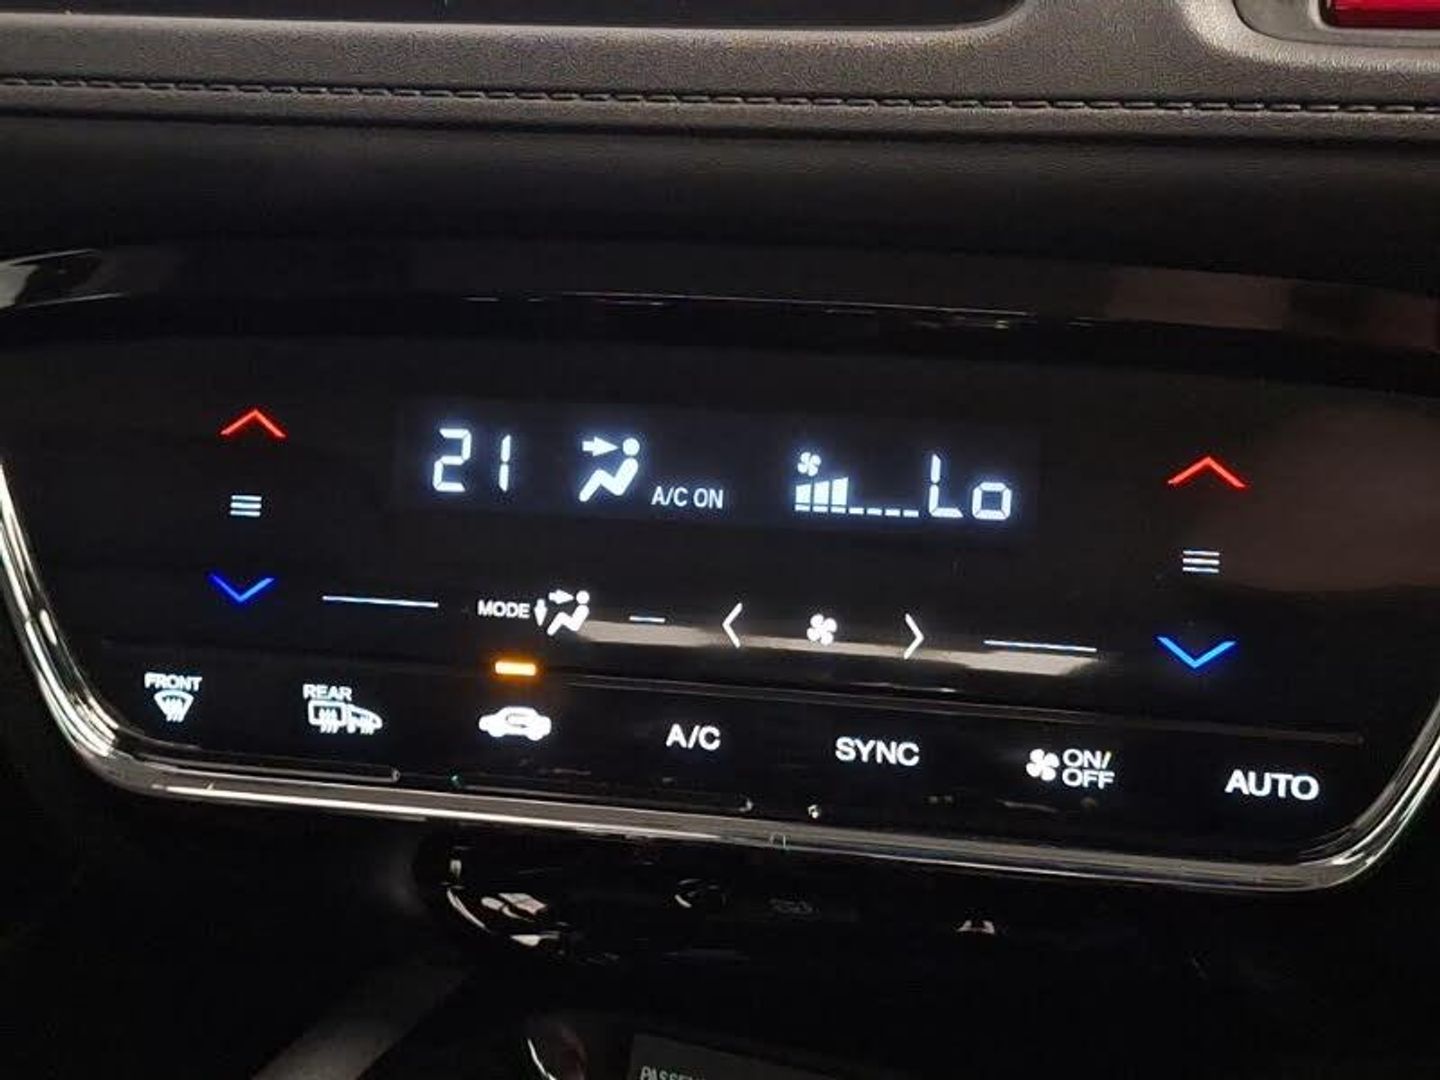 21 A/C ON Lo
MODE
FRONT
REAR
A/C
SYNC
ON/
OFF
AUTO